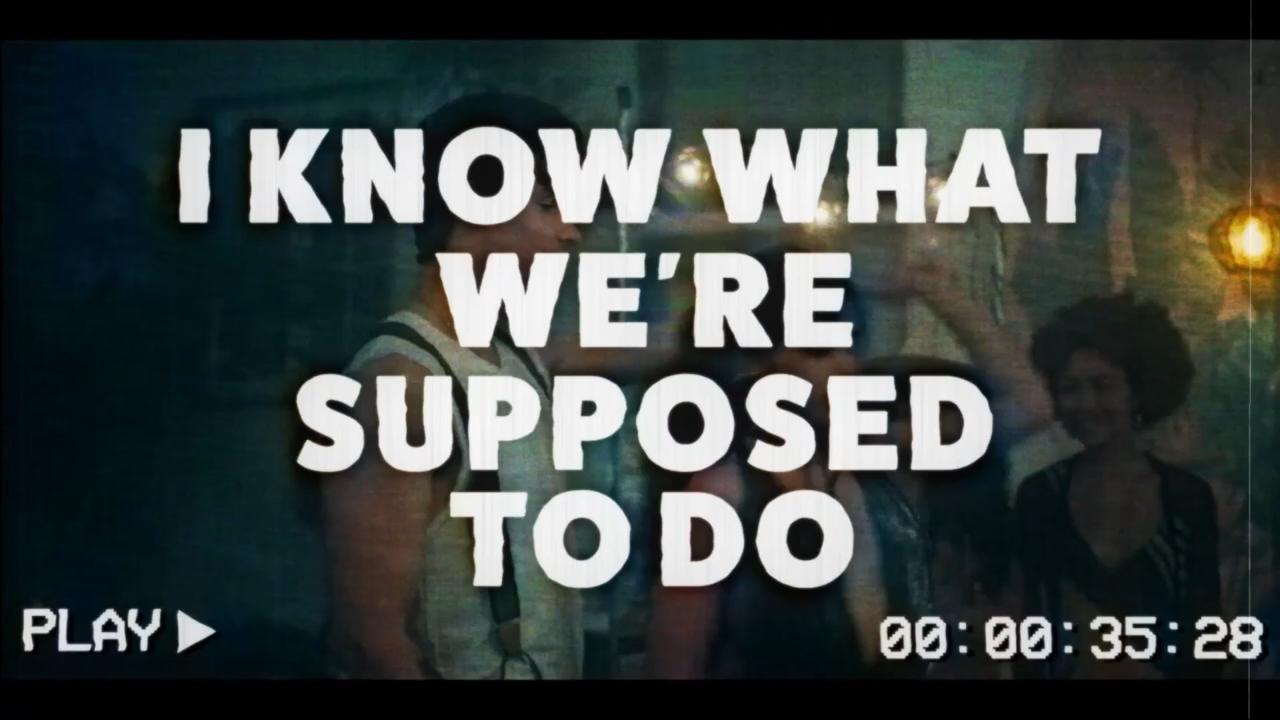 I KNOW WHAT
WE'RE
SUPPOSED
TO DO
PLAY
00:00:35:28